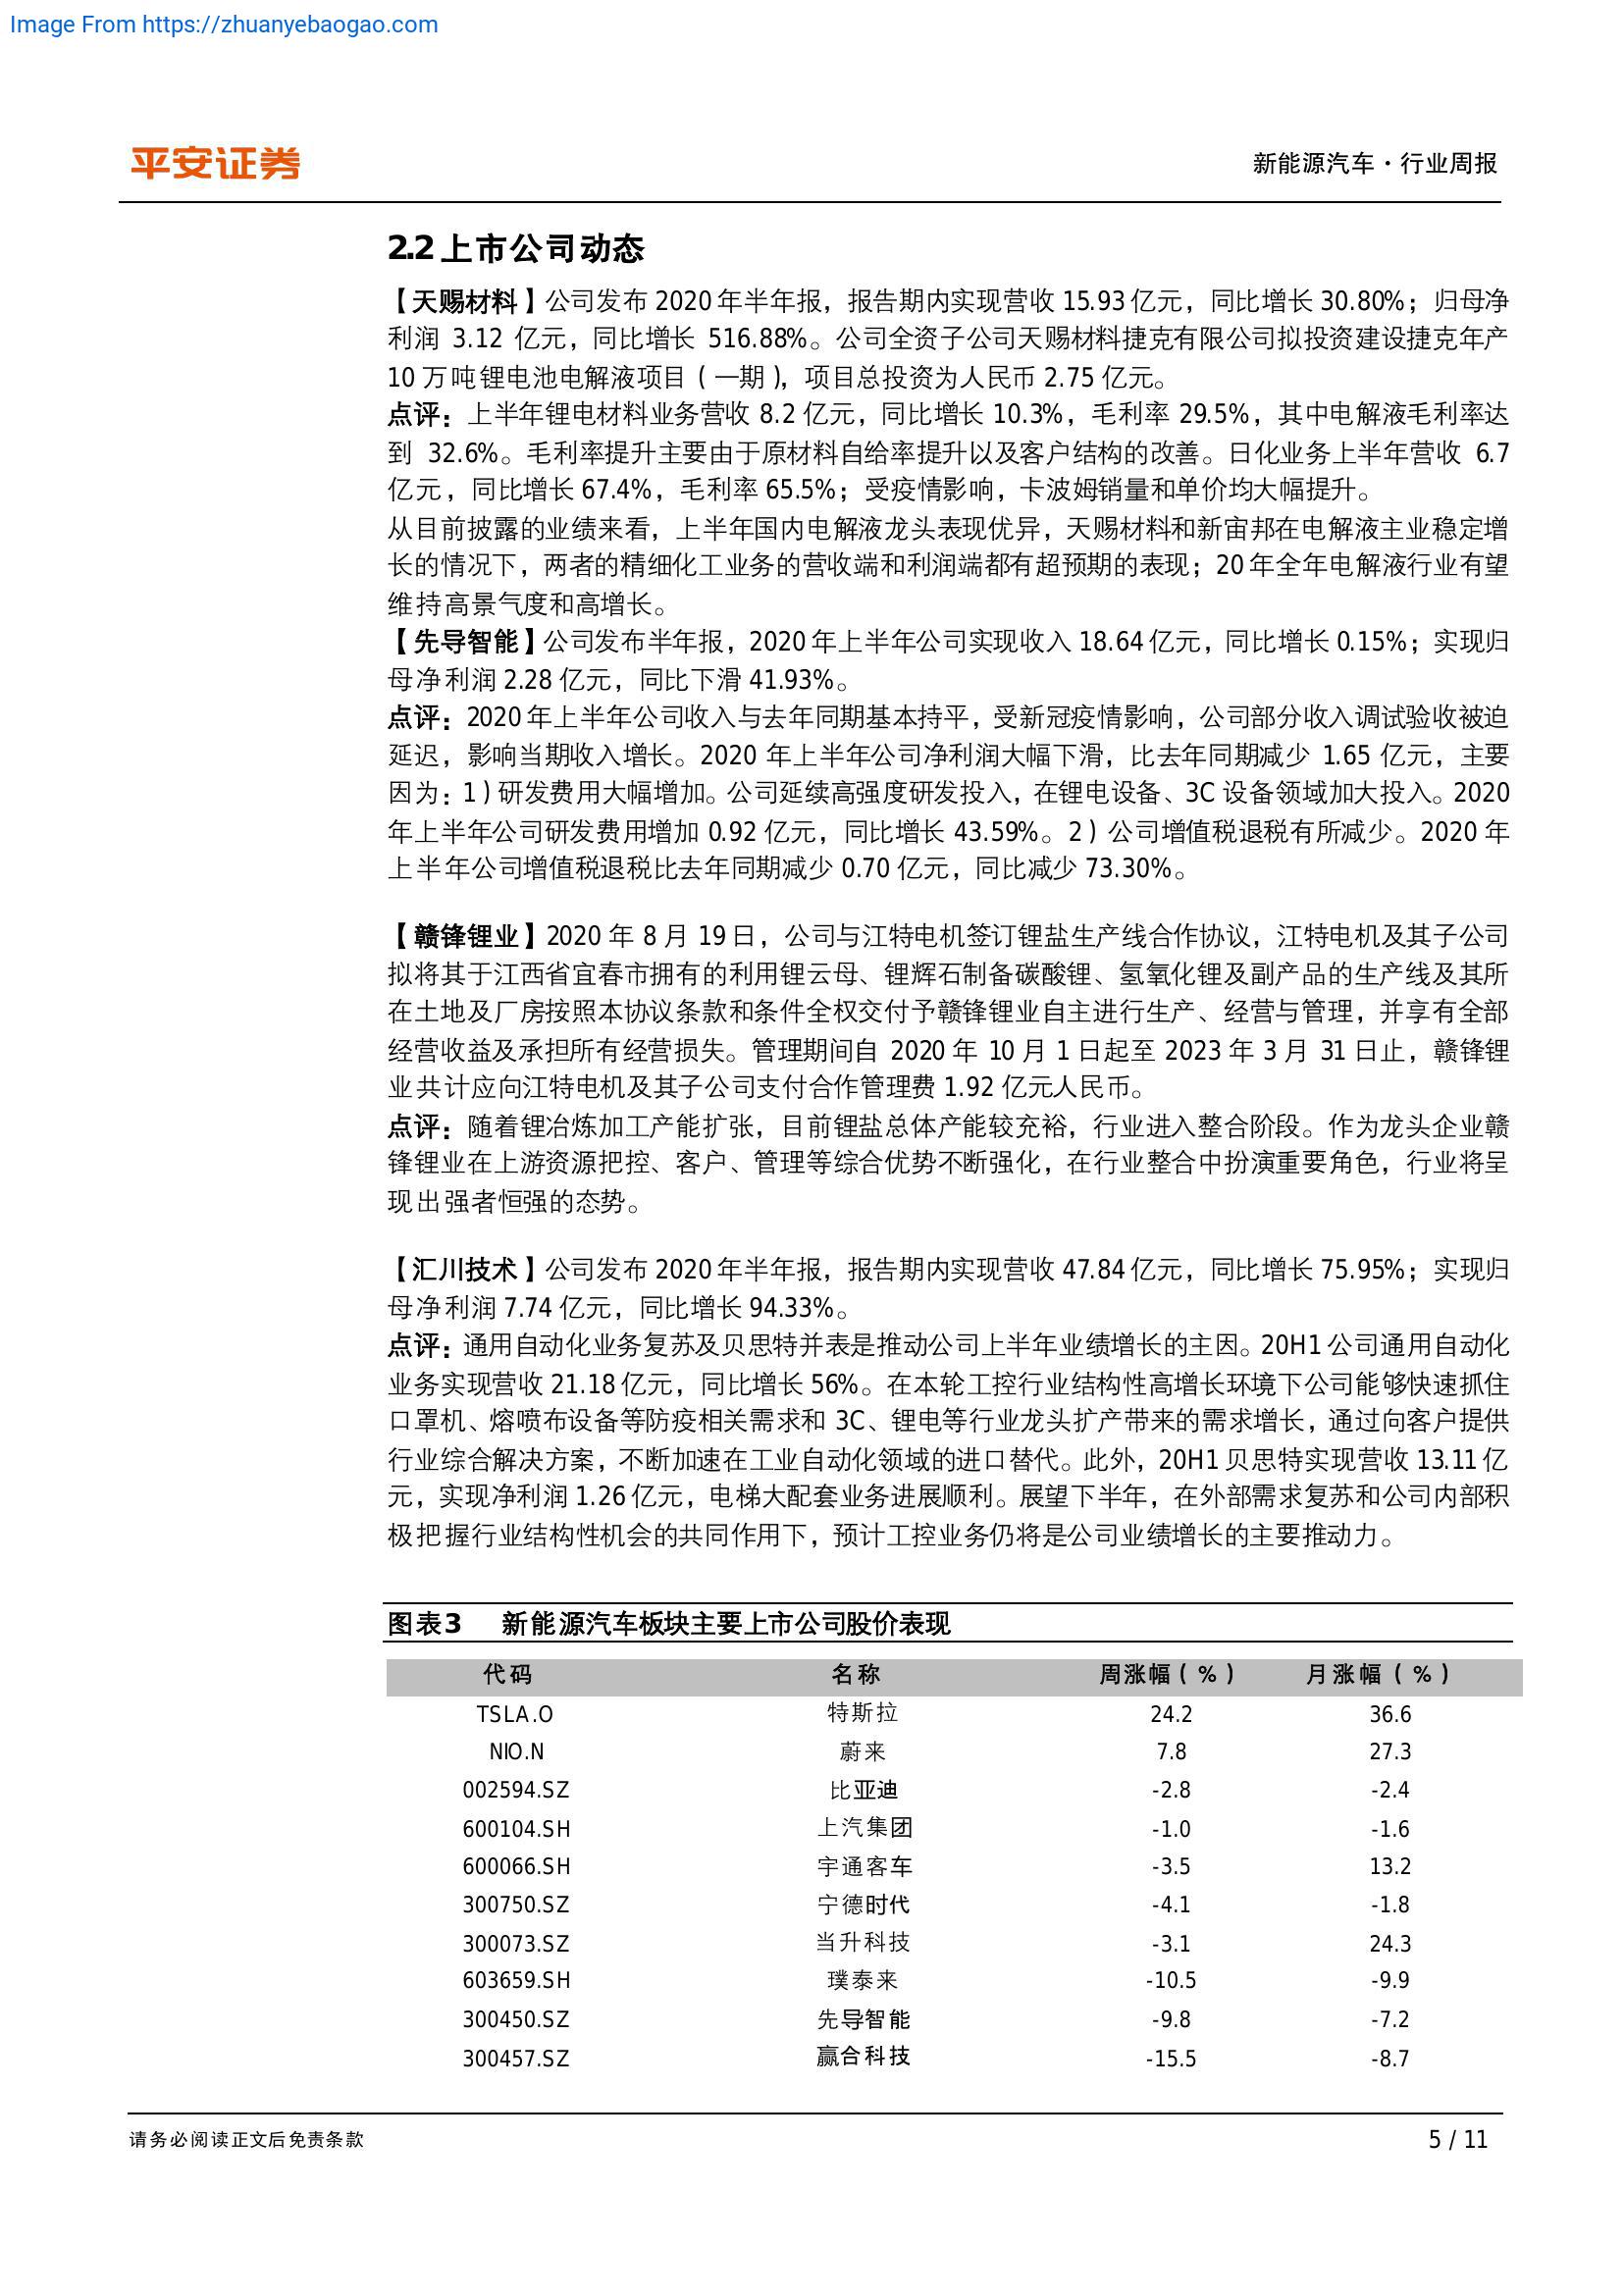 Image From https://zhuanyebaogao.com
平安证券
新能源汽车·行业周报
2.2 上市公司动态
【天赐材料】公司发布 2020 年半年报，报告期内实现营收 15.93 亿元，同比增长 30.80%；归母净
利润 3.12 亿元，同比增长 516.88%。公司全资子公司天赐材料捷克有限公司拟投资建设捷克年产
10 万吨锂电池电解液项目（一期），项目总投资为人民币 2.75 亿元。
点评：上半年锂电材料业务营收 8.2 亿元，同比增长 10.3%，毛利率 29.5%，其中电解液毛利率达
到 32.6%。毛利率提升主要由于原材料自给率提升以及客户结构的改善。日化业务上半年营收 6.7
亿元，同比增长 67.4%，毛利率 65.5%；受疫情影响，卡波姆销量和单价均大幅提升。
从目前披露的业绩来看，上半年国内电解液龙头表现优异，天赐材料和新宙邦在电解液主业稳定增
长的情况下，两者的精细化工业务的营收端和利润端都有超预期的表现；20 年全年电解液行业有望
维持高景气度和高增长。
【先导智能】公司发布半年报，2020 年上半年公司实现收入 18.64 亿元，同比增长 0.15%；实现归
母净利润 2.28 亿元，同比下滑 41.93%。
点评：2020 年上半年公司收入与去年同期基本持平，受新冠疫情影响，公司部分收入调试验收被迫
延迟，影响当期收入增长。2020 年上半年公司净利润大幅下滑，比去年同期减少 1.65 亿元，主要
因为：1）研发费用大幅增加。公司延续高强度研发投入，在锂电设备、3C 设备领域加大投入。2020
年上半年公司研发费用增加 0.92 亿元，同比增长 43.59%。2）公司增值税退税有所减少。2020 年
上半年公司增值税退税比去年同期减少 0.70 亿元，同比减少 73.30%。
【赣锋锂业】2020 年 8 月 19 日，公司与江特电机签订锂盐生产线合作协议，江特电机及其子公司
拟将其于江西省宜春市拥有的利用锂云母、锂辉石制备碳酸锂、氢氧化锂及副产品的生产线及其所
在土地及厂房按照本协议条款和条件全权交付予赣锋锂业自主进行生产、经营与管理，并享有全部
经营收益及承担所有经营损失。管理期间自 2020 年 10 月 1 日起至 2023 年 3 月 31 日止，赣锋锂
业共计应向江特电机及其子公司支付合作管理费 1.92 亿元人民币。
点评：随着锂冶炼加工产能扩张，目前锂盐总体产能较充裕，行业进入整合阶段。作为龙头企业赣
锋锂业在上游资源把控、客户、管理等综合优势不断强化，在行业整合中扮演重要角色，行业将呈
现出强者恒强的态势。
【汇川技术】公司发布 2020 年半年报，报告期内实现营收 47.84 亿元，同比增长 75.95%；实现归
母净利润 7.74 亿元，同比增长 94.33%。
点评：通用自动化业务复苏及贝思特并表是推动公司上半年业绩增长的主因。20H1 公司通用自动化
业务实现营收 21.18 亿元，同比增长 56%。在本轮工控行业结构性高增长环境下公司能够快速抓住
口罩机、熔喷布设备等防疫相关需求和 3C、锂电等行业龙头扩产带来的需求增长，通过向客户提供
行业综合解决方案，不断加速在工业自动化领域的进口替代。此外，20H1 贝思特实现营收 13.11 亿
元，实现净利润 1.26 亿元，电梯大配套业务进展顺利。展望下半年，在外部需求复苏和公司内部积
极把握行业结构性机会的共同作用下，预计工控业务仍将是公司业绩增长的主要推动力。
图表3 新能源汽车板块主要上市公司股价表现
代码 名称 周涨幅（%） 月涨幅（%）
TSLA.O 特斯拉 24.2 36.6
NIO.N 蔚来 7.8 27.3
002594.SZ 比亚迪 -2.8 -2.4
600104.SH 上汽集团 -1.0 -1.6
600066.SH 宇通客车 -3.5 13.2
300750.SZ 宁德时代 -4.1 -1.8
300073.SZ 当升科技 -3.1 24.3
603659.SH 璞泰来 -10.5 -9.9
300450.SZ 先导智能 -9.8 -7.2
300457.SZ 赢合科技 -15.5 -8.7
请务必阅读正文后免责条款
5 / 11